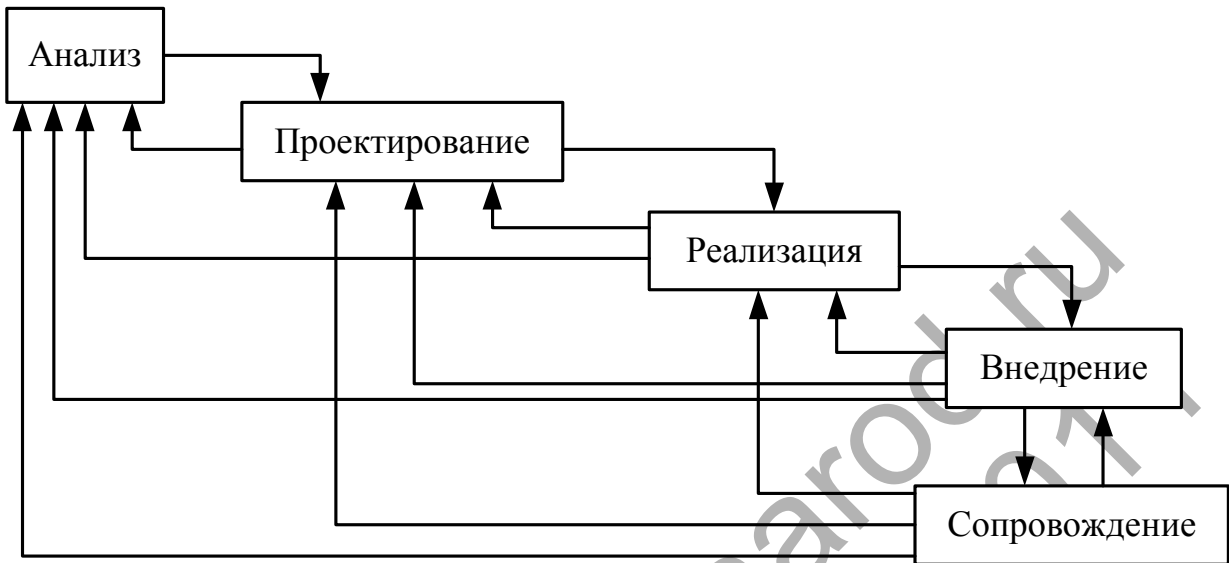 Анализ
Проектирование
Реализация
Внедрение
Сопровождение